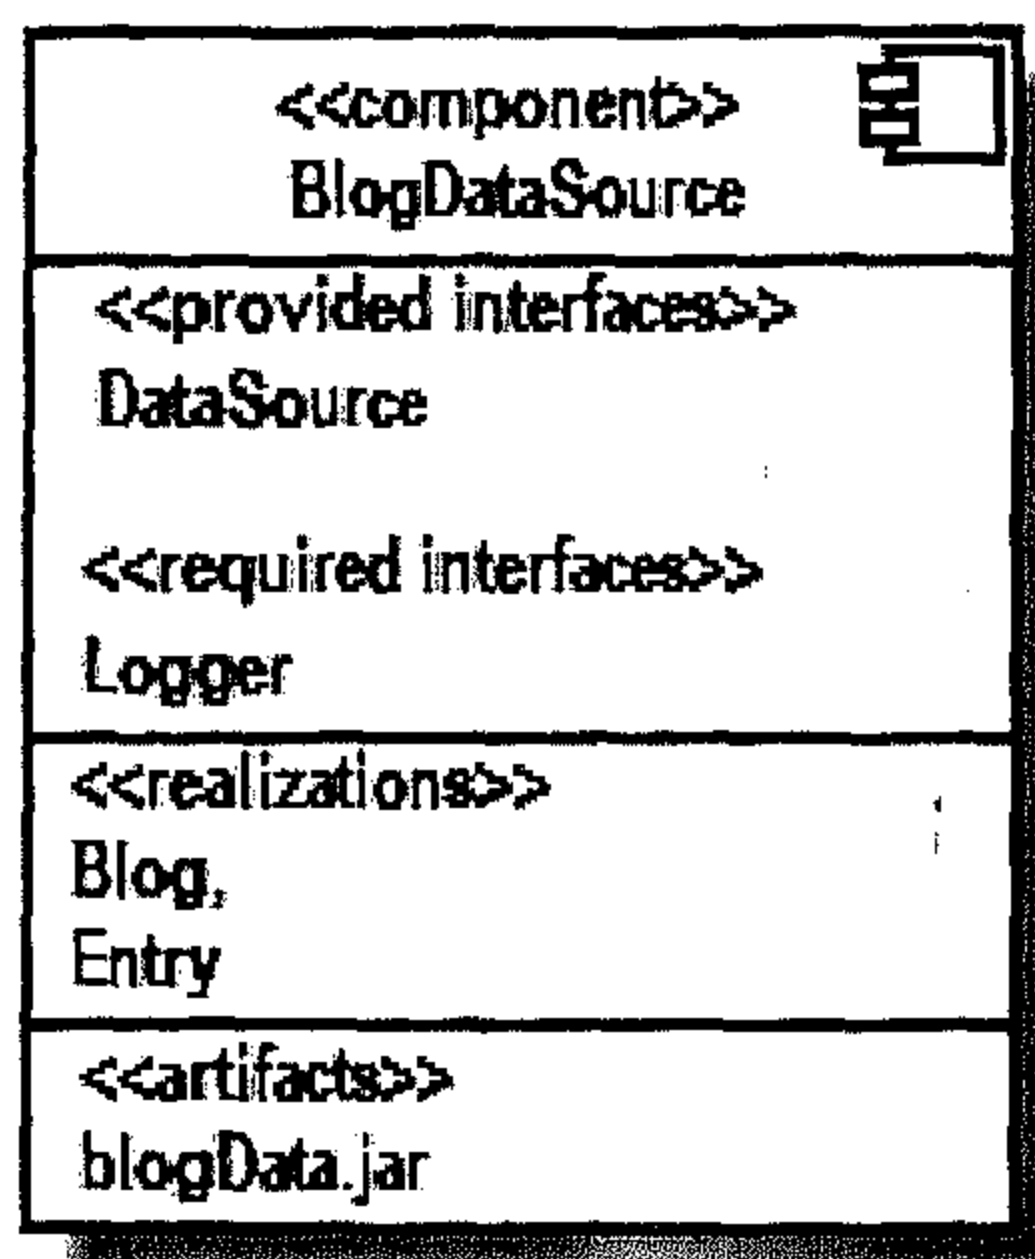 <<component>>
BlogDataSource
<<provided interfaces>>
DataSource
<<required interfaces>>
Logger
<<realizations>>
Blog,
Entry
<<artifacts>>
blogData.jar